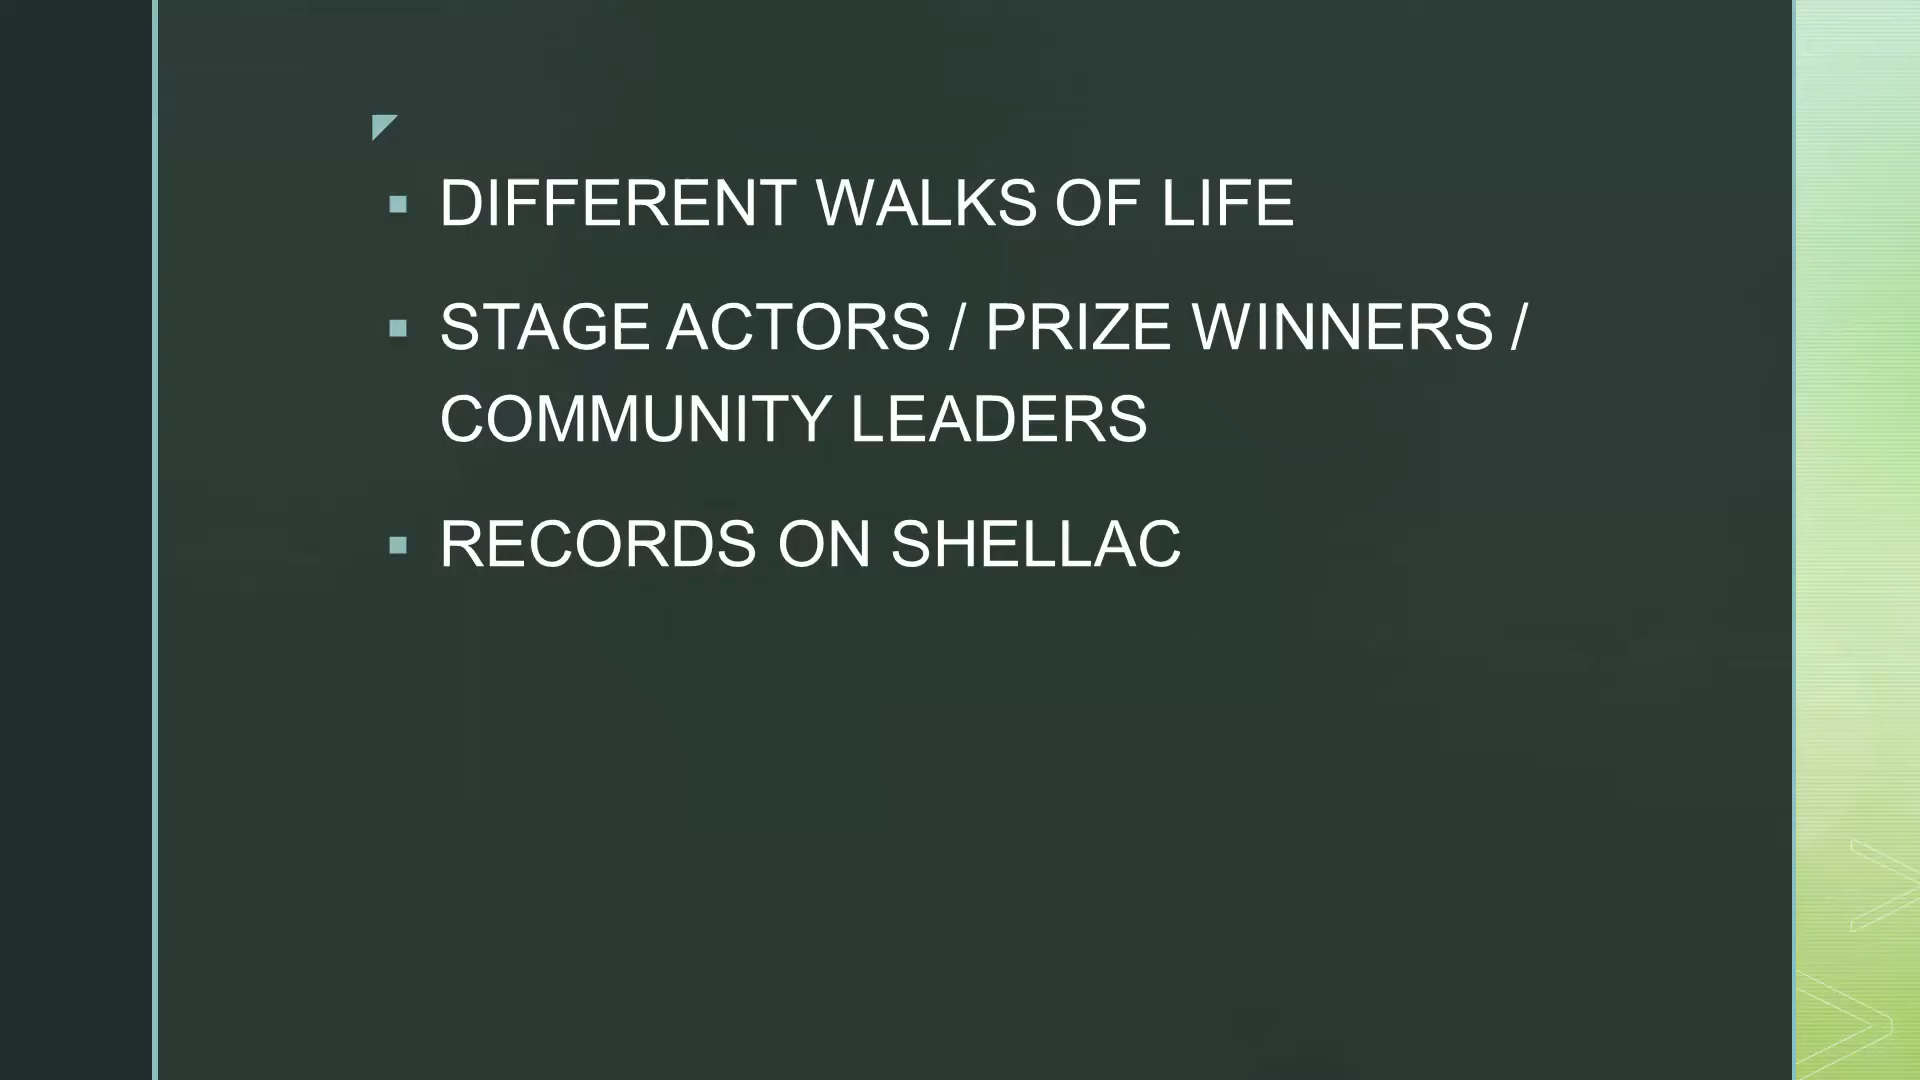 DIFFERENT WALKS OF LIFE
STAGE ACTORS / PRIZE WINNERS /
COMMUNITY LEADERS
RECORDS ON SHELLAC